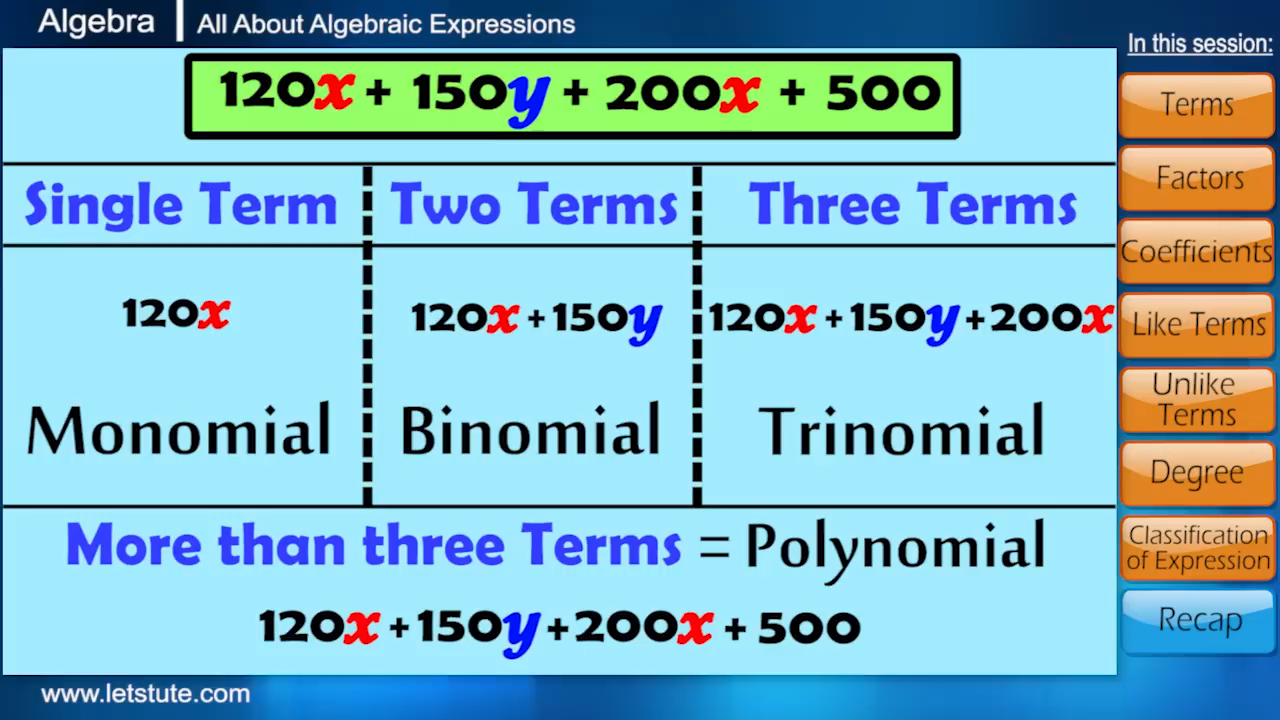 Algebra | All About Algebraic Expressions
In this session:
120x + 150y + 200x + 500
Single Term
Two Terms
Three Terms
120x
120x + 150y
120x + 150y + 200x
Monomial
Binomial
Trinomial
More than three Terms = Polynomial
120x + 150y + 200x + 500
Terms
Factors
Coefficients
Like Terms
Unlike
Terms
Degree
Classification
of Expression
Recap
www.letstute.com